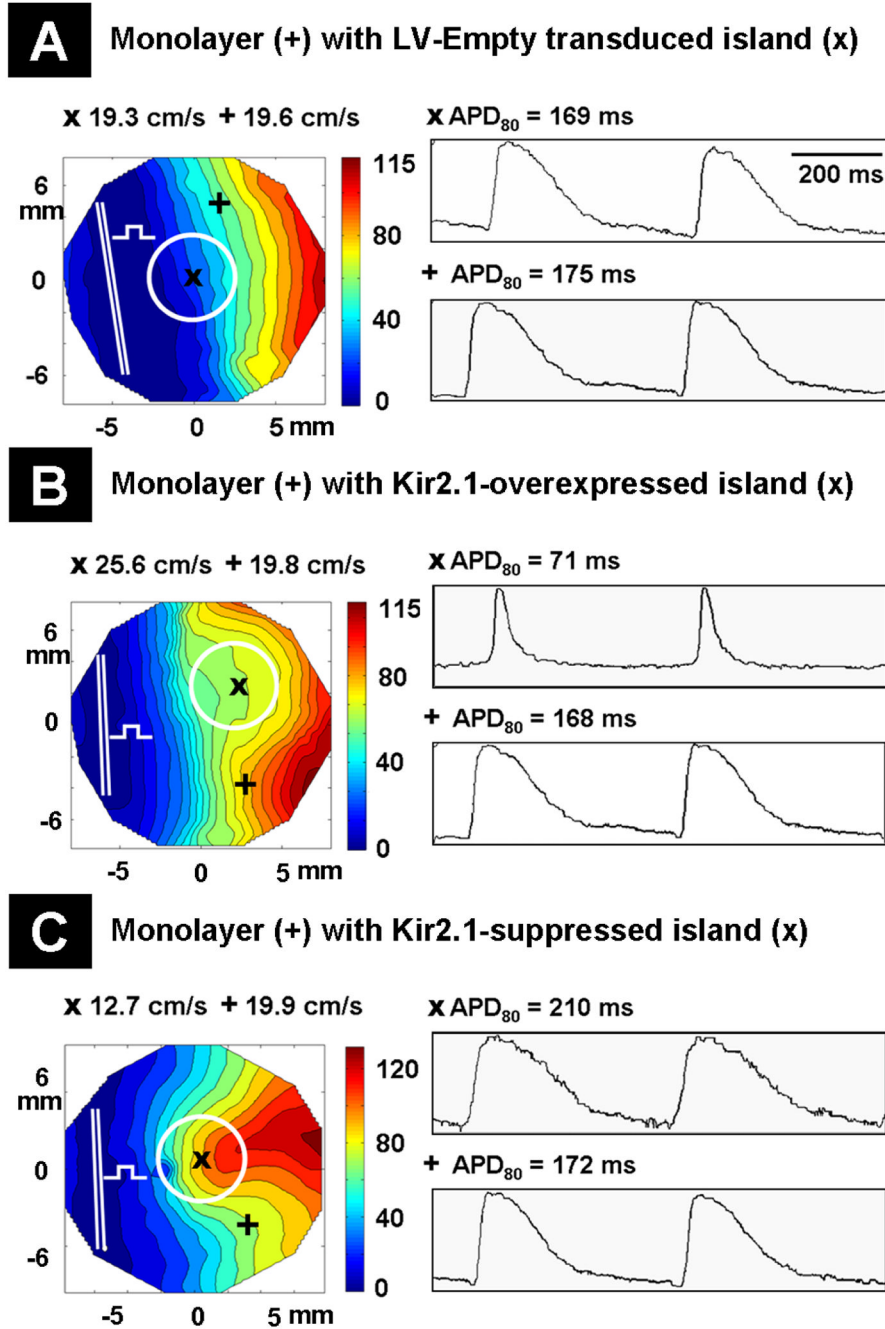 A Monolayer (+) with LV-Empty transduced island (x)
x 19.3 cm/s + 19.6 cm/s
x APD80 = 169 ms
115
80
40
0
6
mm
0
-6
-5 0 5 mm
200 ms
+ APD80 = 175 ms
B Monolayer (+) with Kir2.1-overexpressed island (x)
x 25.6 cm/s + 19.8 cm/s
x APD80 = 71 ms
115
80
40
0
6
mm
0
-6
-5 0 5 mm
+ APD80 = 168 ms
C Monolayer (+) with Kir2.1-suppressed island (x)
x 12.7 cm/s + 19.9 cm/s
x APD80 = 210 ms
120
80
40
0
6
mm
0
-6
-5 0 5 mm
+ APD80 = 172 ms